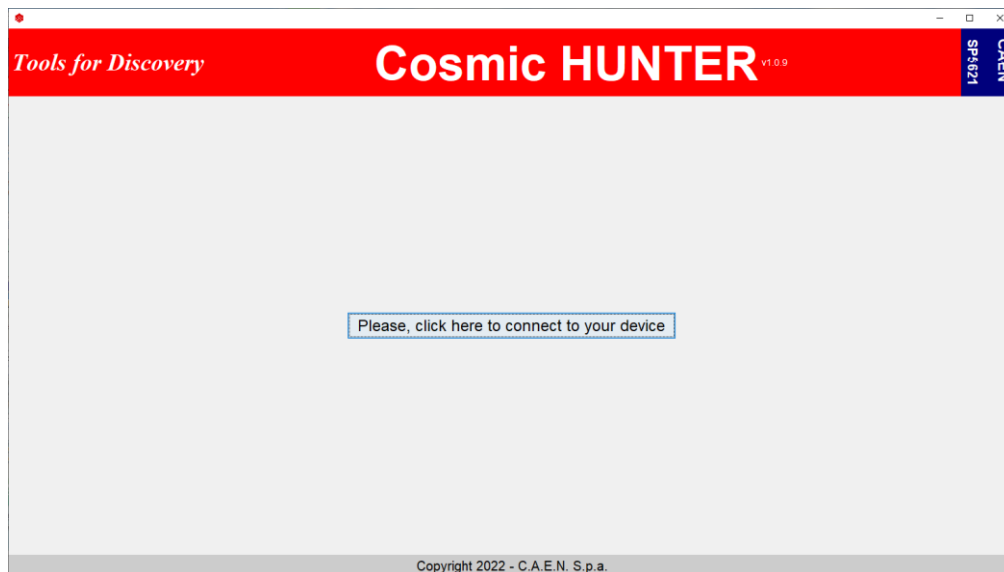 Tools for Discovery
Cosmic HUNTER v1.0.9
CAEN
SP5621
Please, click here to connect to your device
Copyright 2022 - C.A.E.N. S.p.a.